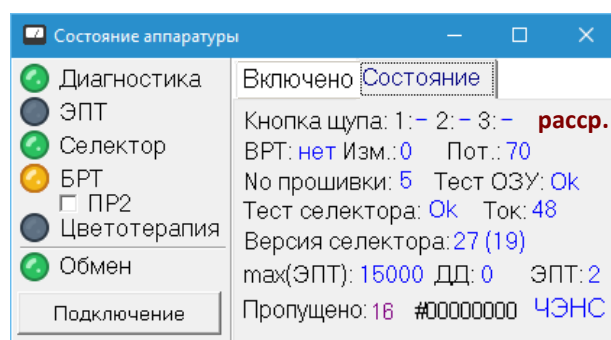 Состояние аппаратуры
Диагностика
ЭПТ
Селектор
БРТ
ПР2
Цветотерапия
Обмен
Подключение
Включено Состояние
Кнопка щупа: 1:– 2:– 3:– расср.
ВРТ: нет Изм.:0 Пот.: 70
No прошивки: 5 Тест ОЗУ: Ok
Тест селектора: Ok Ток: 48
Версия селектора: 27 (19)
max(ЭПТ): 15000 ДД: 0 ЭПТ: 2
Пропущено: 16 #00000000 ЧЭНС